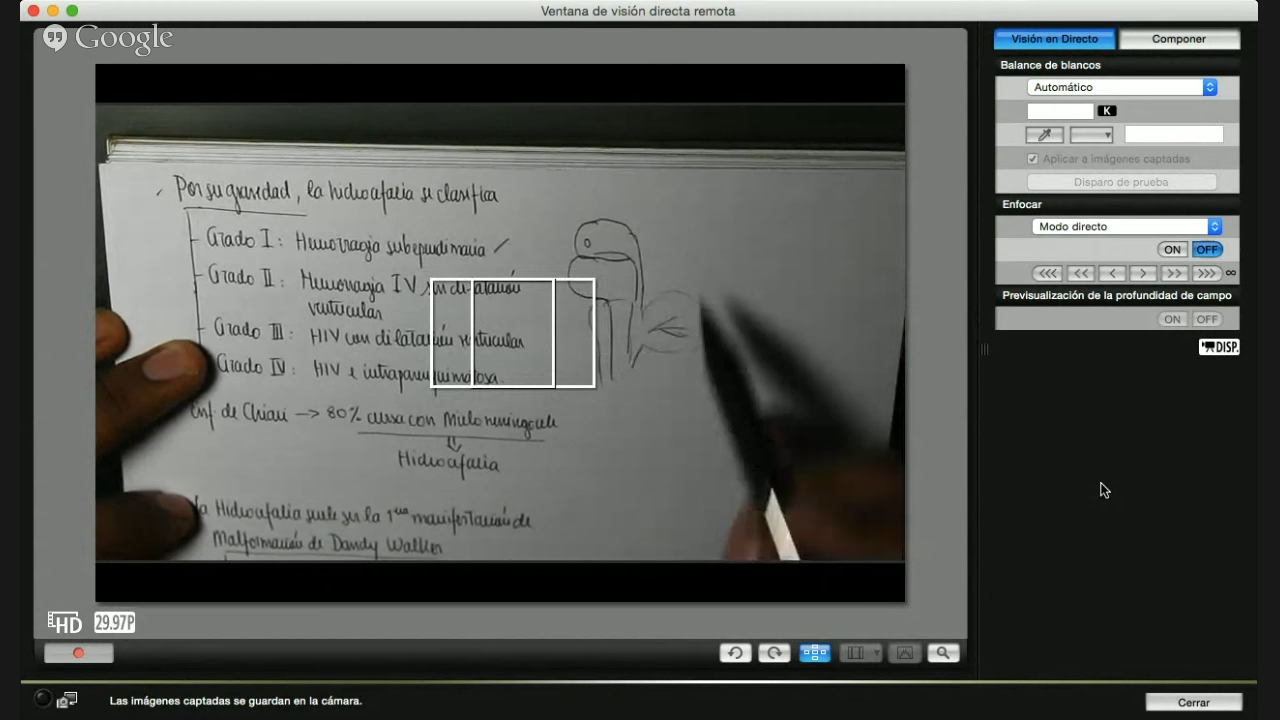 Ventana de visión directa remota
Google
Visión en Directo
Componer
Balance de blancos
Automático
K
Aplicar a imágenes captadas
Disparo de prueba
Enfocar
Modo directo
ON OFF
<<< << < > >> >>> ∞
Previsualización de la profundidad de campo
ON OFF
DISP.
Por su gravedad, la hidrocefalia se clasifica
Grado I: Hemorragia subependimaria
Grado II: Hemorragia IV sin dilatación
ventricular
Grado III: HIV con dilatación ventricular
Grado IV: HIV e intraparenquimatosa.
Enf. de Chiari → 80% cursa con Mielomeningocele
Hidrocefalia
la Hidrocefalia suele ser la 1era manifestación de
Malformación de Dandy Walker
HD
29.97P
Las imágenes captadas se guardan en la cámara.
Cerrar